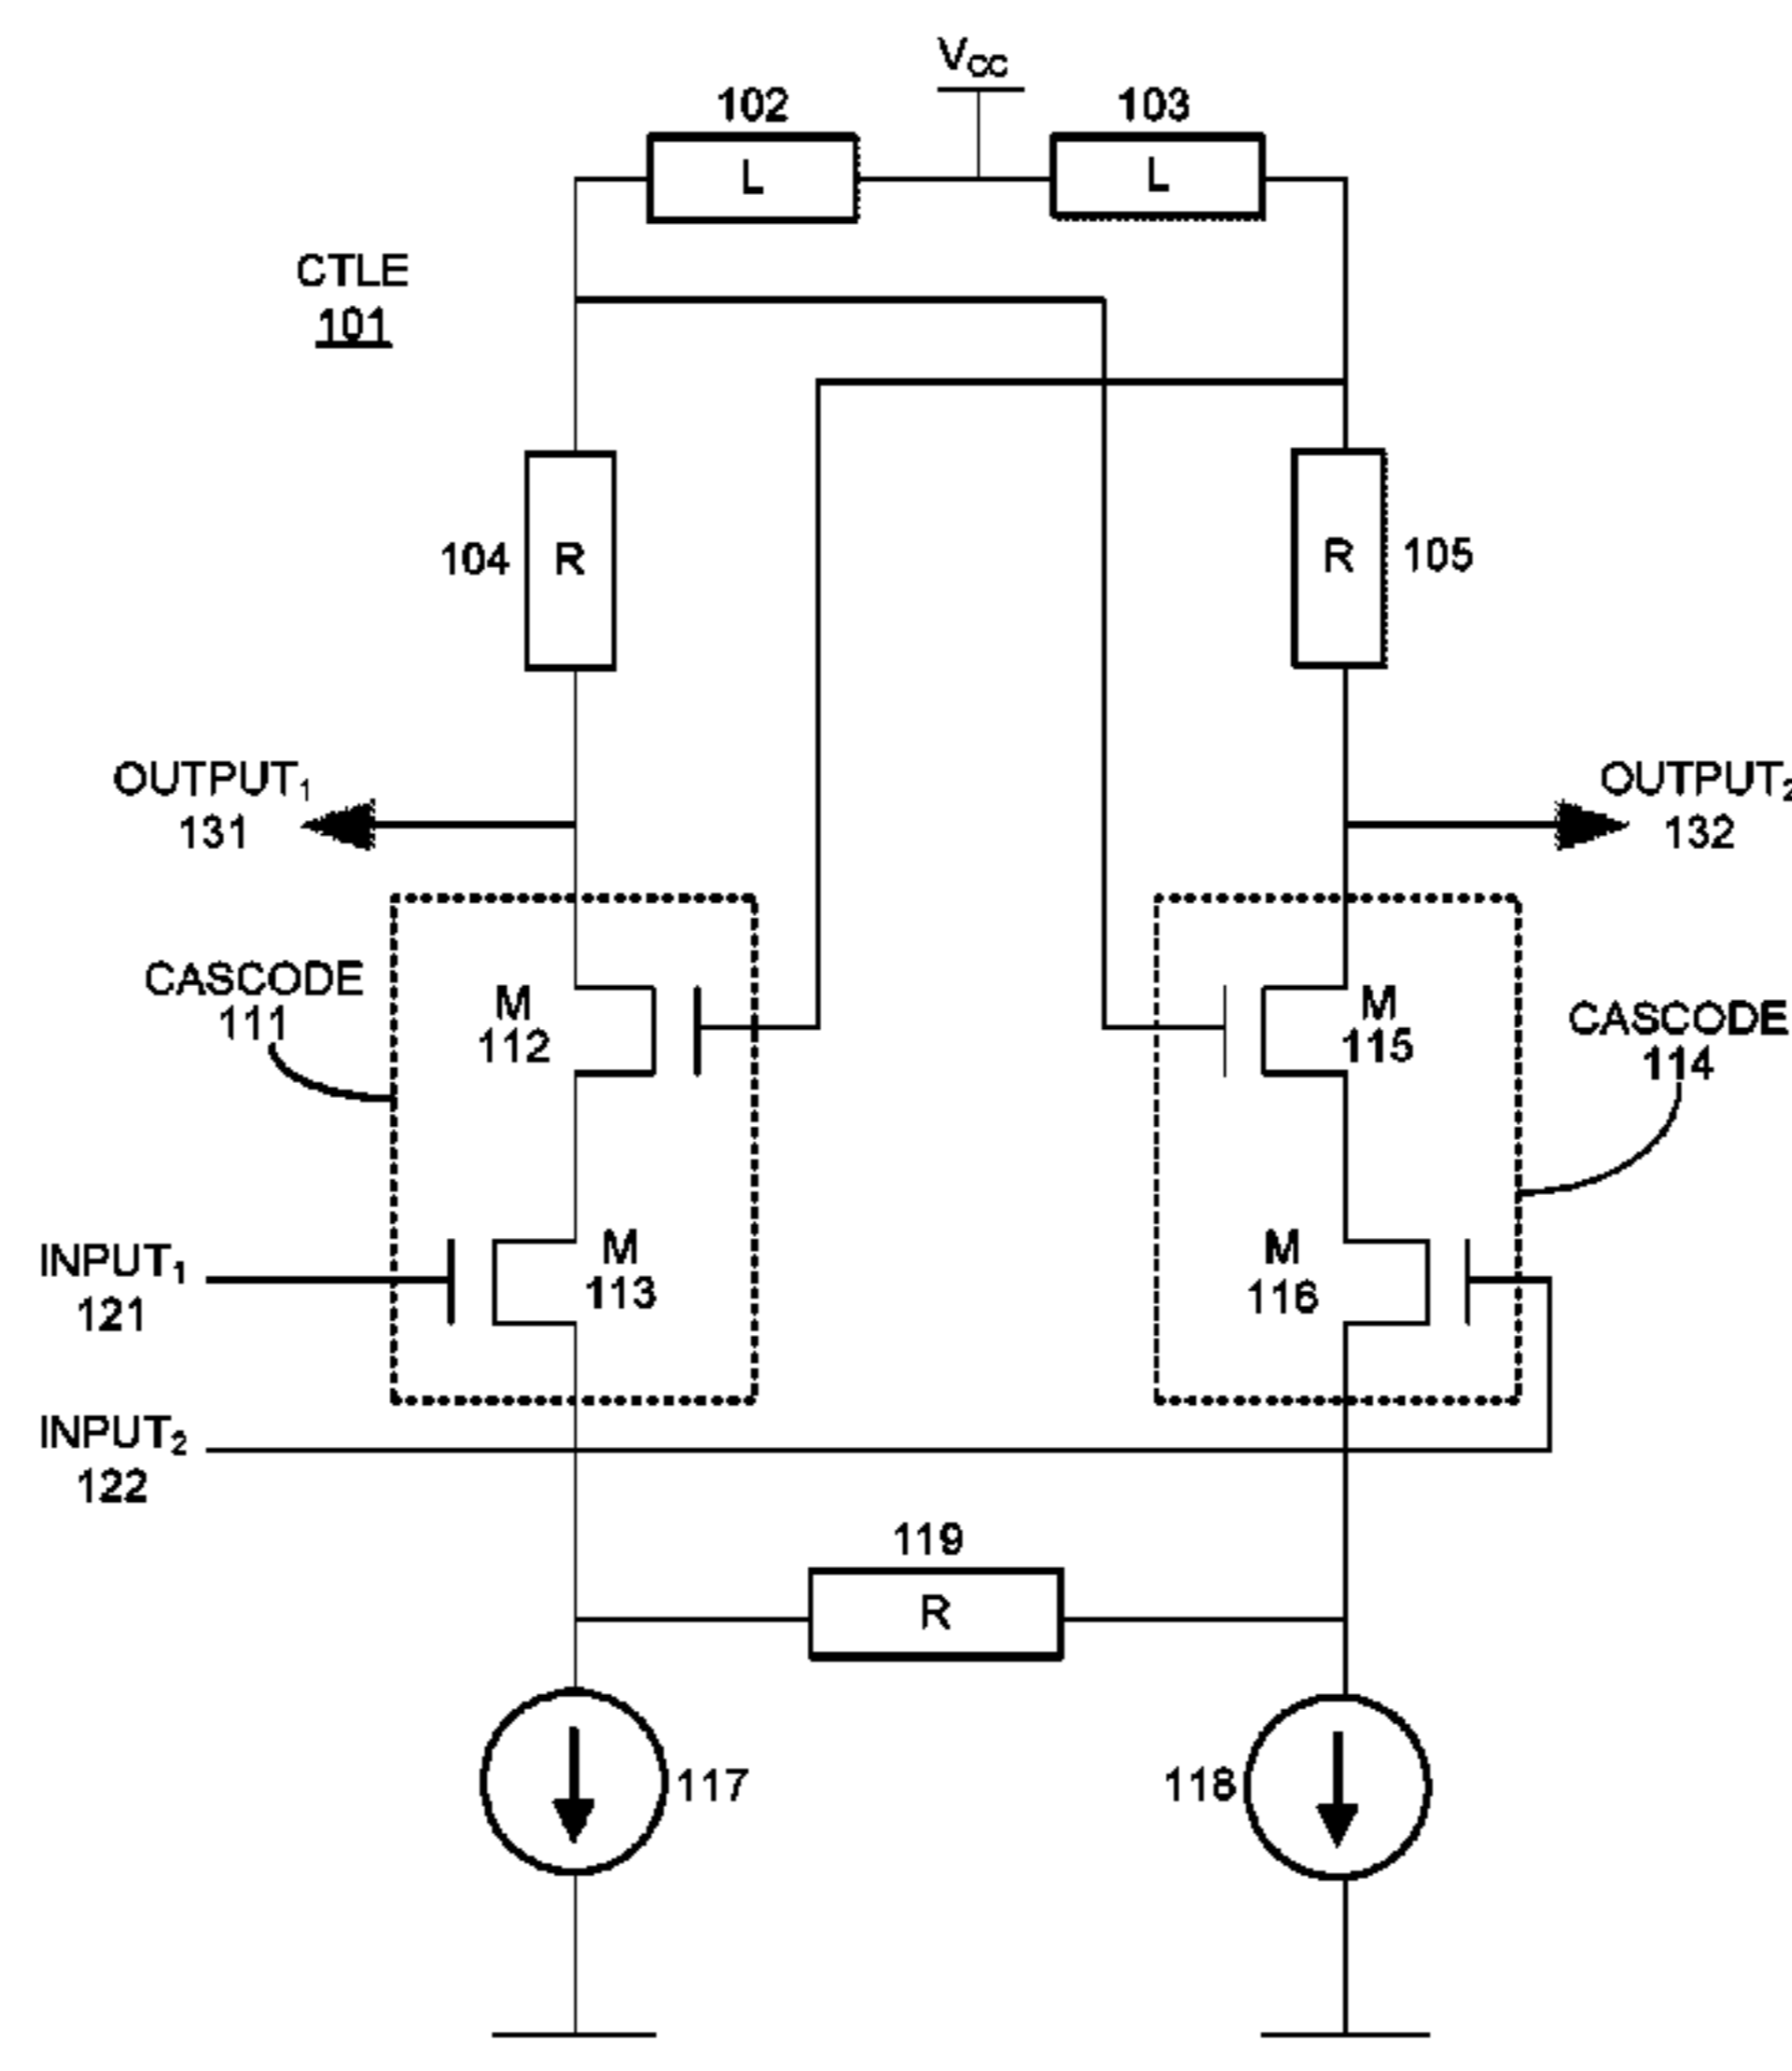 VCC
102
103
L
L
CTLE
101
104
R
R
105
OUTPUT1
131
OUTPUT2
132
CASCODE
111
M
112
M
115
CASCODE
114
INPUT1
121
M
113
M
116
INPUT2
122
119
R
117
118